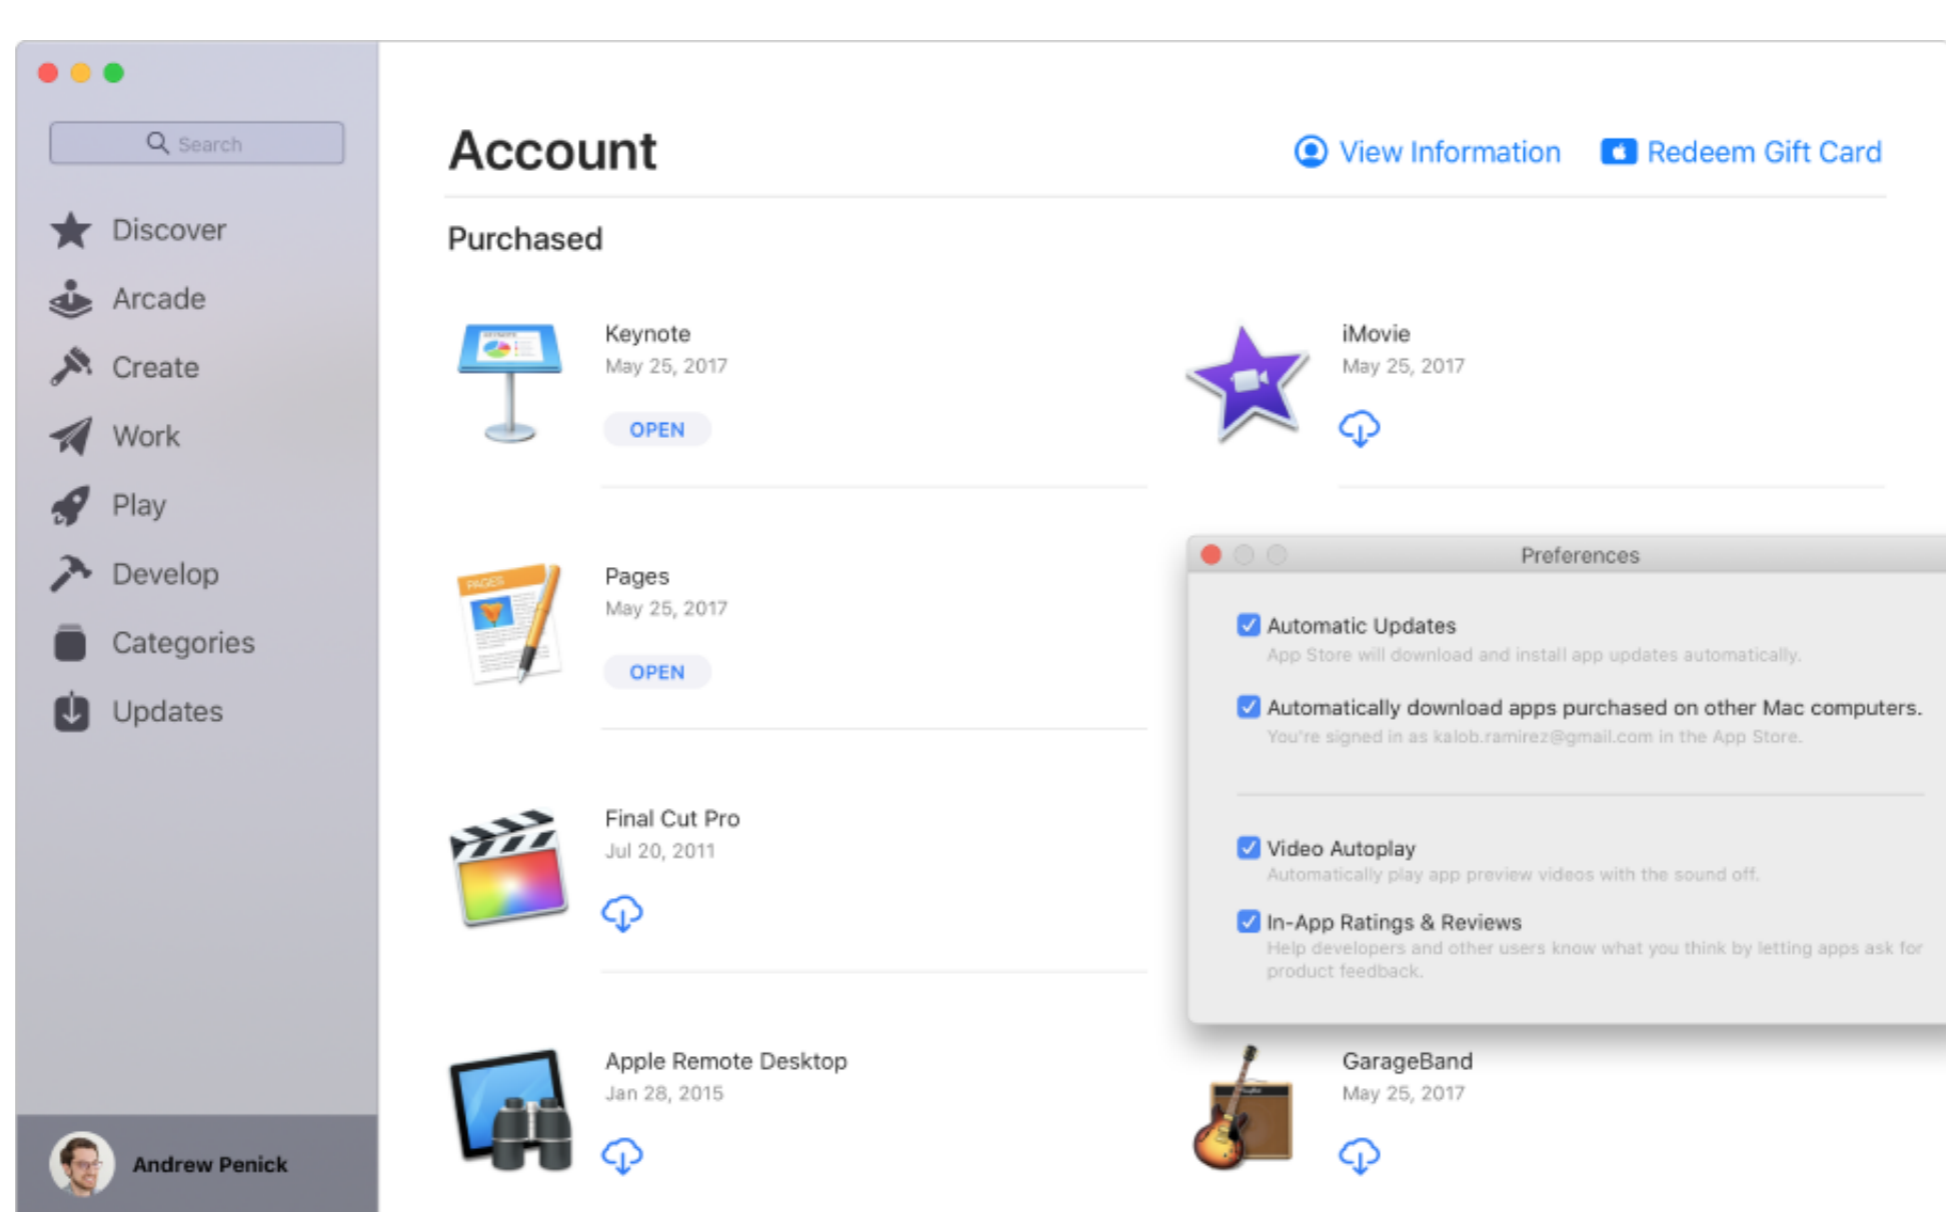 Search
Discover
Arcade
Create
Work
Play
Develop
Categories
Updates
Andrew Penick
Account
View Information
Redeem Gift Card
Purchased
Keynote
May 25, 2017
OPEN
iMovie
May 25, 2017
PAGES
Pages
May 25, 2017
OPEN
Final Cut Pro
Jul 20, 2011
Apple Remote Desktop
Jan 28, 2015
GarageBand
May 25, 2017
Preferences
Automatic Updates
App Store will download and install app updates automatically.
Automatically download apps purchased on other Mac computers.
You're signed in as kalob.ramirez@gmail.com in the App Store.
Video Autoplay
Automatically play app preview videos with the sound off.
In-App Ratings & Reviews
Help developers and other users know what you think by letting apps ask for
product feedback.